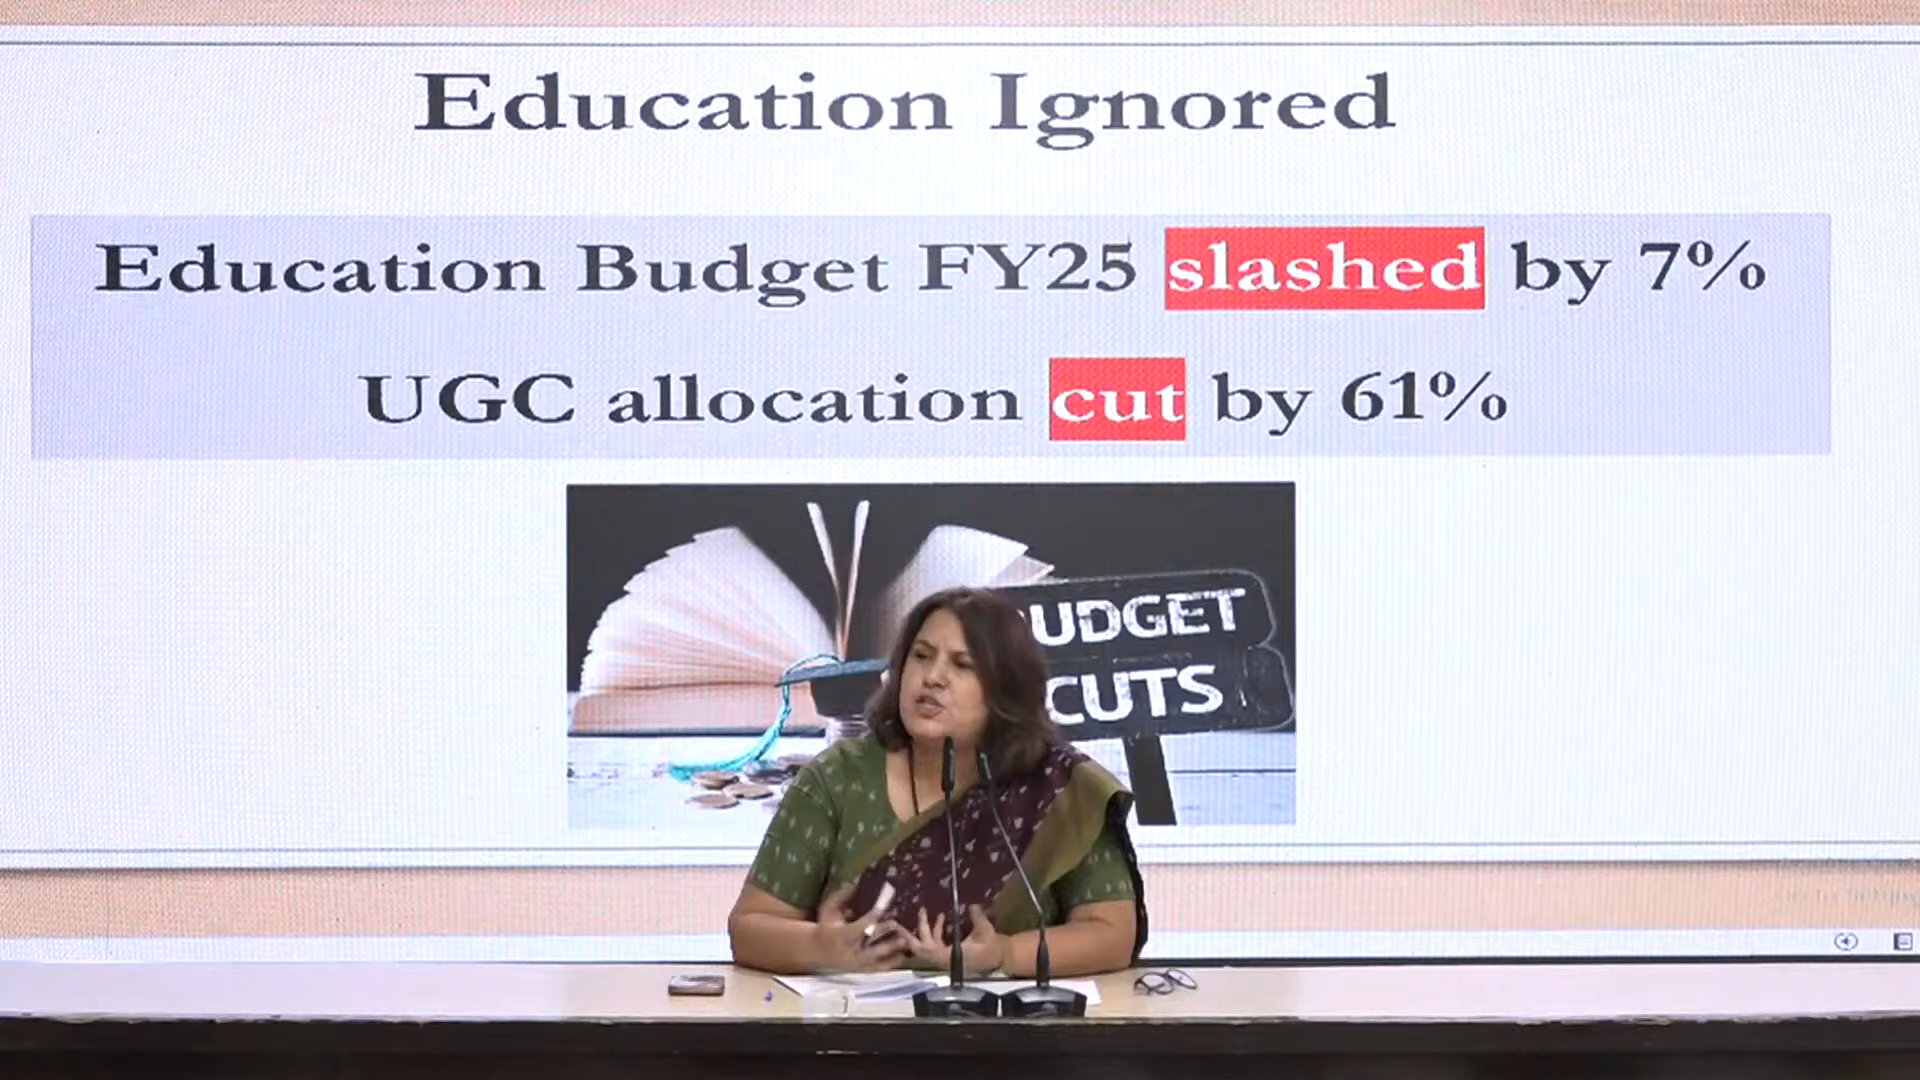 Education Ignored
Education Budget FY25 slashed by 7%
UGC allocation cut by 61%
UDGET
CUTS